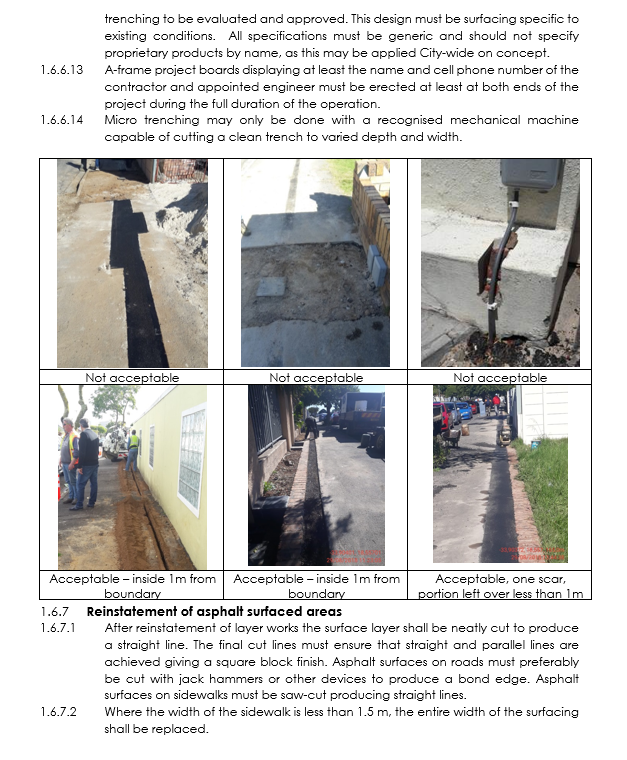 trenching to be evaluated and approved. This design must be surfacing specific to
existing conditions. All specifications must be generic and should not specify
proprietary products by name, as this may be applied City-wide on concept.
1.6.6.13 A-frame project boards displaying at least the name and cell phone number of the
contractor and appointed engineer must be erected at least at both ends of the
project during the full duration of the operation.
1.6.6.14 Micro trenching may only be done with a recognised mechanical machine
capable of cutting a clean trench to varied depth and width.
Not acceptable
Not acceptable
Not acceptable
Acceptable – inside 1m from
boundary
Acceptable – inside 1m from
boundary
Acceptable, one scar,
portion left over less than 1m
1.6.7 Reinstatement of asphalt surfaced areas
1.6.7.1 After reinstatement of layer works the surface layer shall be neatly cut to produce
a straight line. The final cut lines must ensure that straight and parallel lines are
achieved giving a square block finish. Asphalt surfaces on roads must preferably
be cut with jack hammers or other devices to produce a bond edge. Asphalt
surfaces on sidewalks must be saw-cut producing straight lines.
1.6.7.2 Where the width of the sidewalk is less than 1.5 m, the entire width of the surfacing
shall be replaced.